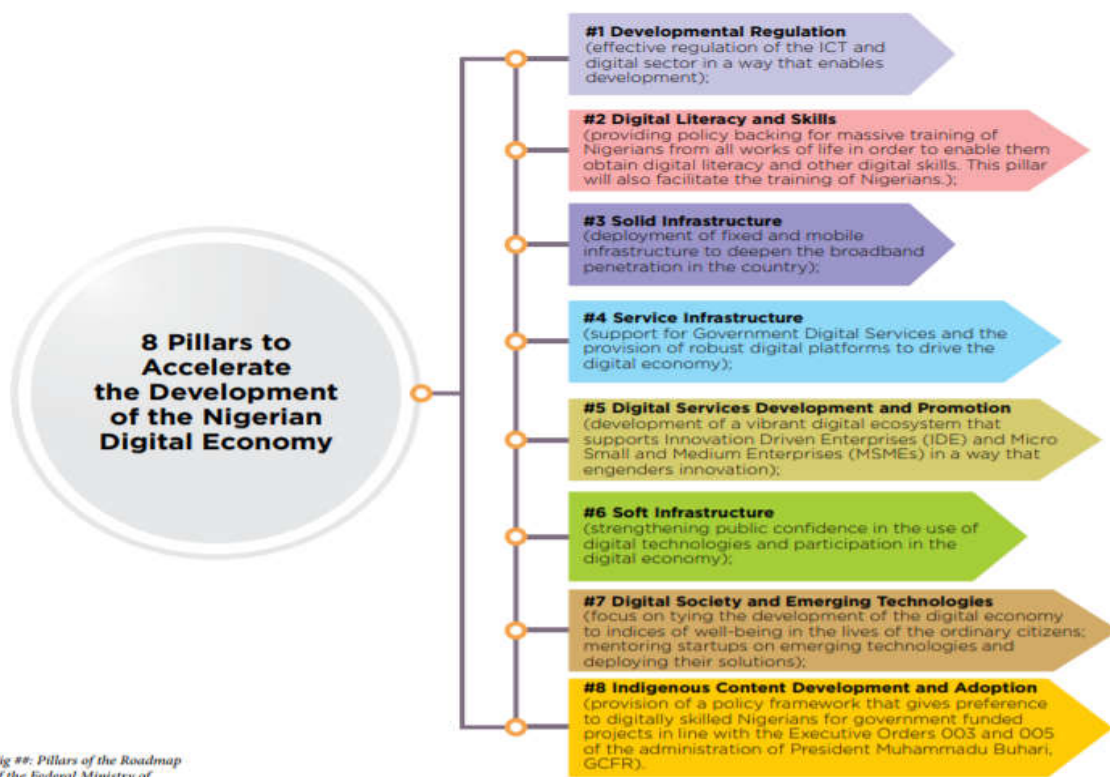 8 Pillars to
Accelerate
the Development
of the Nigerian
Digital Economy
#1 Developmental Regulation
(effective regulation of the ICT and
digital sector in a way that enables
development);
#2 Digital Literacy and Skills
(providing policy backing for massive training of
Nigerians from all works of life in order to enable them
obtain digital literacy and other digital skills. This pillar
will also facilitate the training of Nigerians.);
#3 Solid Infrastructure
(deployment of fixed and mobile
infrastructure to deepen the broadband
penetration in the country);
#4 Service Infrastructure
(support for Government Digital Services and the
provision of robust digital platforms to drive the
digital economy);
#5 Digital Services Development and Promotion
(development of a vibrant digital ecosystem that
supports Innovation Driven Enterprises (IDE) and Micro
Small and Medium Enterprises (MSMEs) in a way that
engenders innovation);
#6 Soft Infrastructure
(strengthening public confidence in the use of
digital technologies and participation in the
digital economy);
#7 Digital Society and Emerging Technologies
(focus on tying the development of the digital economy
to indices of well-being in the lives of the ordinary citizens;
mentoring startups on emerging technologies and
deploying their solutions);
#8 Indigenous Content Development and Adoption
(provision of a policy framework that gives preference
to digitally skilled Nigerians for government funded
projects in line with the Executive Orders 003 and 005
of the administration of President Muhammadu Buhari,
GCFR).
ig ##: Pillars of the Roadmap
f the Federal Ministry of